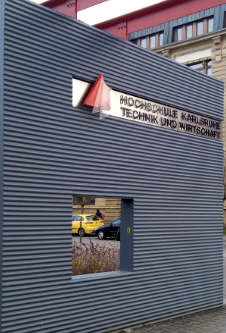 HOCHSCHULE KARLSRUHE
TECHNIK UND WIRTSCHAFT